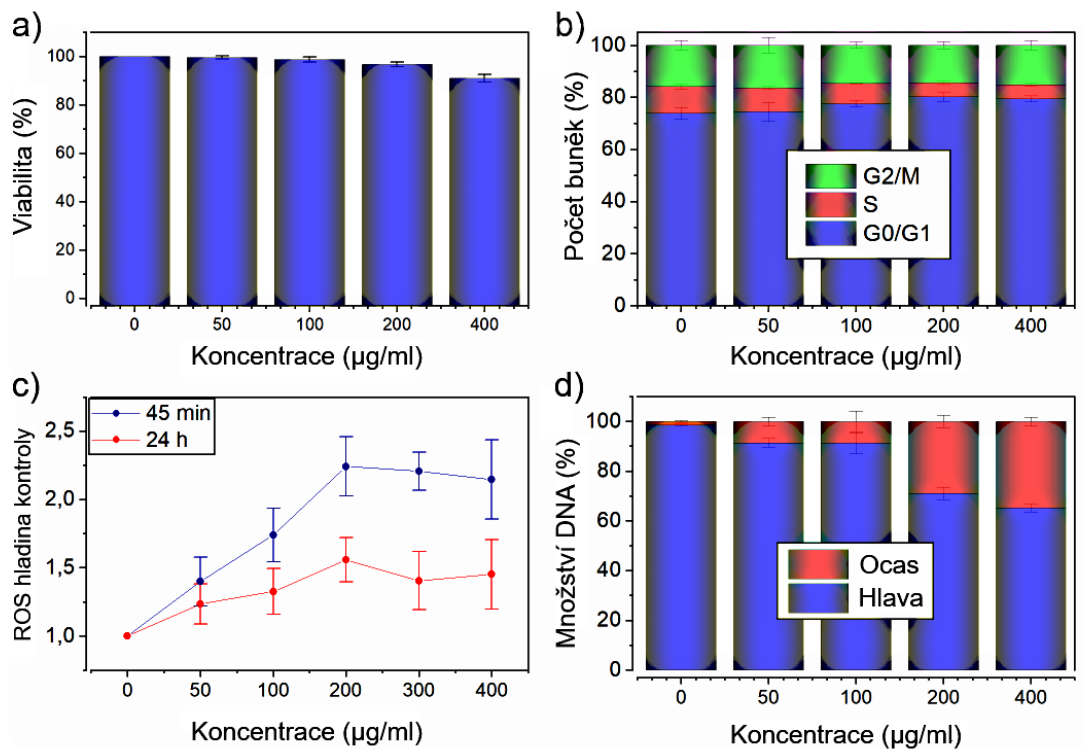 a)
Viabilita (%)
100
80
60
40
20
0
0 50 100 200 400
Koncentrace (µg/ml)
b)
Počet buněk (%)
100
80
60
40
20
0
G2/M
S
G0/G1
0 50 100 200 400
Koncentrace (µg/ml)
c)
ROS hladina kontroly
45 min
24 h
2,5
2,0
1,5
1,0
0 50 100 200 300 400
Koncentrace (µg/ml)
d)
Množství DNA (%)
100
80
60
40
20
0
Ocas
Hlava
0 50 100 200 400
Koncentrace (µg/ml)